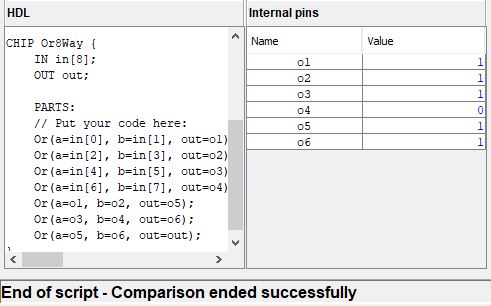 HDL
CHIP Or8Way {
IN in[8];
OUT out;
PARTS:
// Put your code here:
Or(a=in[0], b=in[1], out=o1)
Or(a=in[2], b=in[3], out=o2)
Or(a=in[4], b=in[5], out=o3)
Or(a=in[6], b=in[7], out=o4)
Or(a=o1, b=o2, out=o5);
Or(a=o3, b=o4, out=o6);
Or(a=o5, b=o6, out=out);
Internal pins
Name Value
o1 1
o2 1
o3 1
o4 0
o5 1
o6 1
End of script - Comparison ended successfully